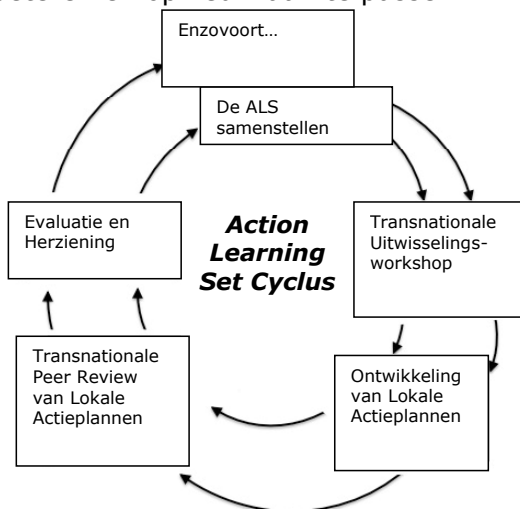 Enzovoort…
De ALS
samenstellen
Transnationale
Uitwisselings-
workshop
Ontwikkeling
van Lokale
Actieplannen
Transnationale
Peer Review
van Lokale
Actieplannen
Evaluatie en
Herziening
Action
Learning
Set Cyclus